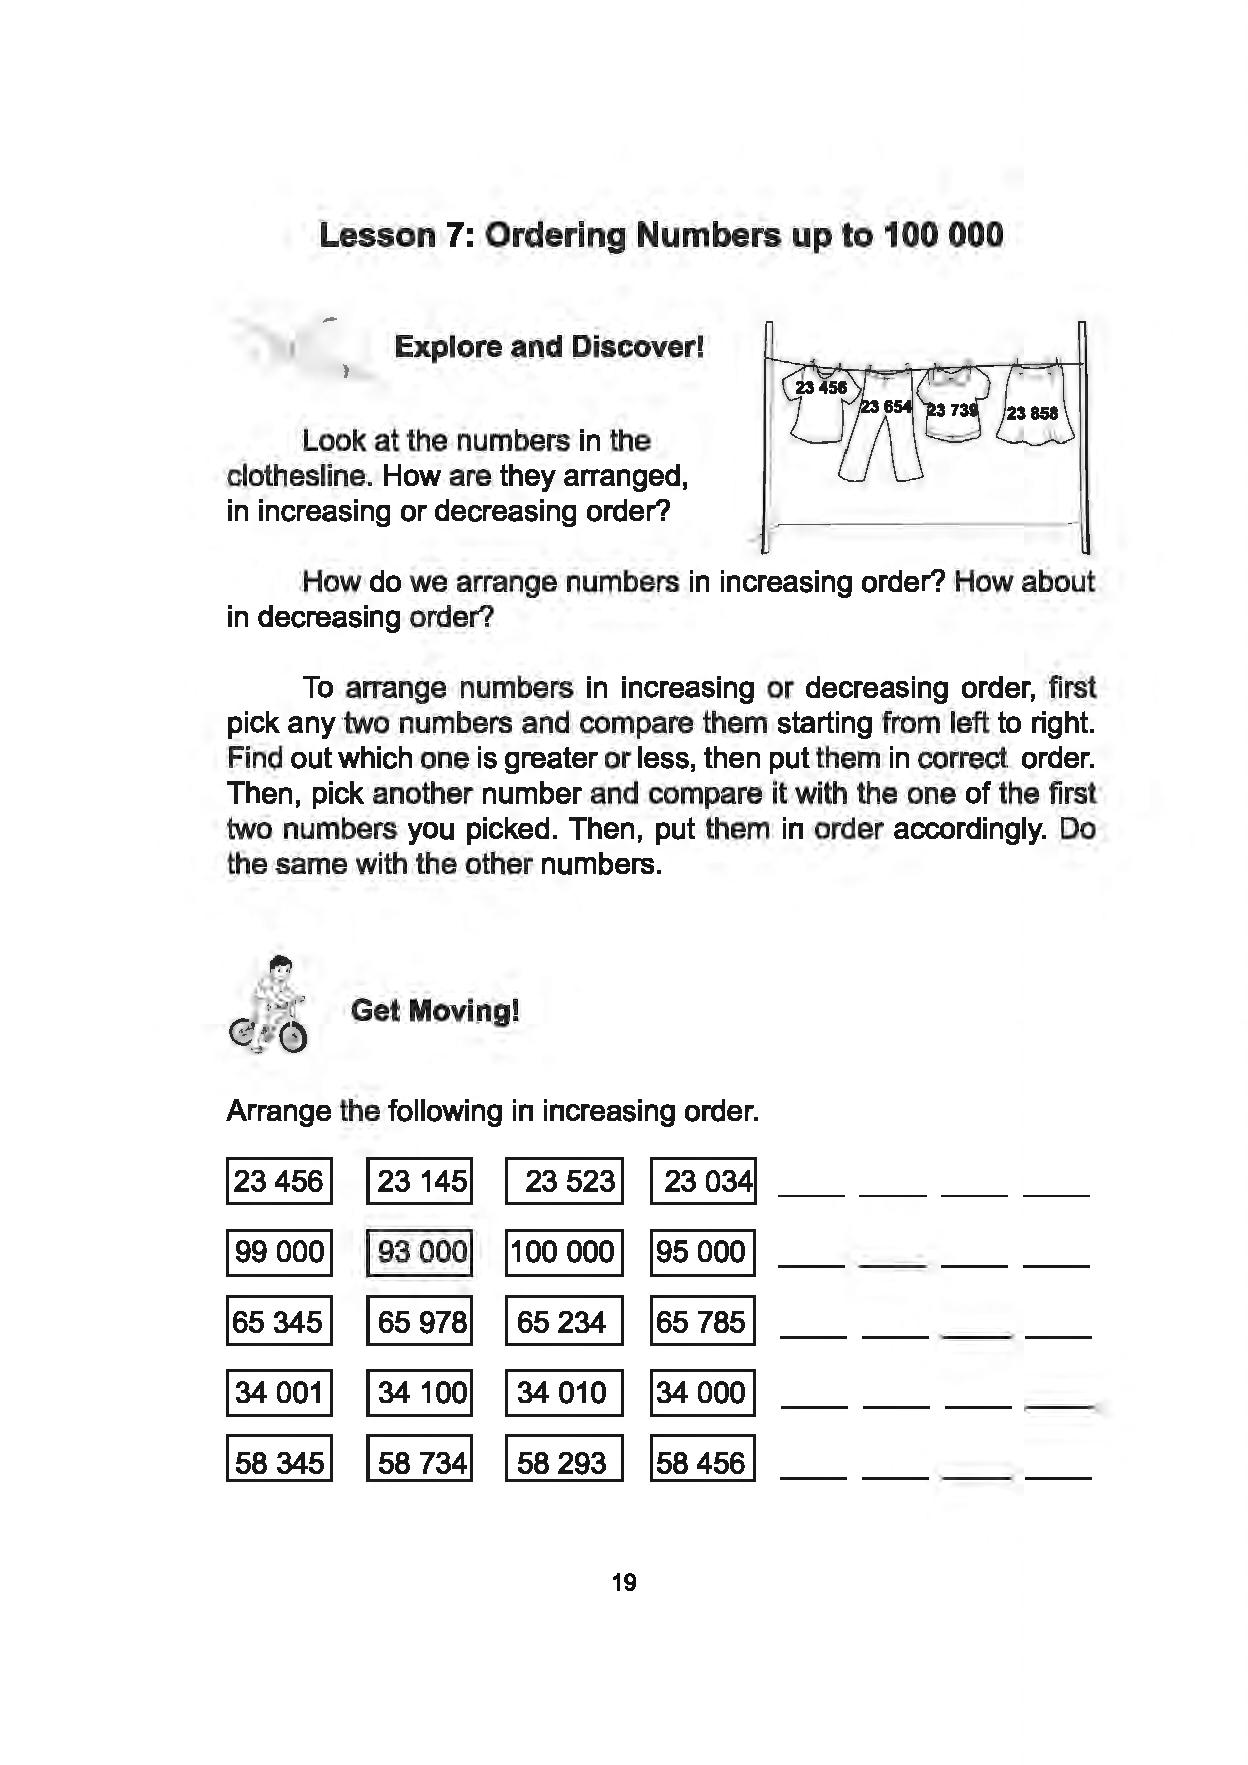 Lesson 7: Ordering Numbers up to 100 000
Explore and Discover!
23 456
23 654
23 739
23 858
Look at the numbers in the
clothesline. How are they arranged,
in increasing or decreasing order?
How do we arrange numbers in increasing order? How about
in decreasing order?
To arrange numbers in increasing or decreasing order, first
pick any two numbers and compare them starting from left to right.
Find out which one is greater or less, then put them in correct order.
Then, pick another number and compare it with the one of the first
two numbers you picked. Then, put them in order accordingly. Do
the same with the other numbers.
Get Moving!
Arrange the following in increasing order.
23 456 23 145 23 523 23 034 ____ ____ ____ ____
99 000 93 000 100 000 95 000 ____ ____ ____ ____
65 345 65 978 65 234 65 785 ____ ____ ____ ____
34 001 34 100 34 010 34 000 ____ ____ ____ ____
58 345 58 734 58 293 58 456 ____ ____ ____ ____
19